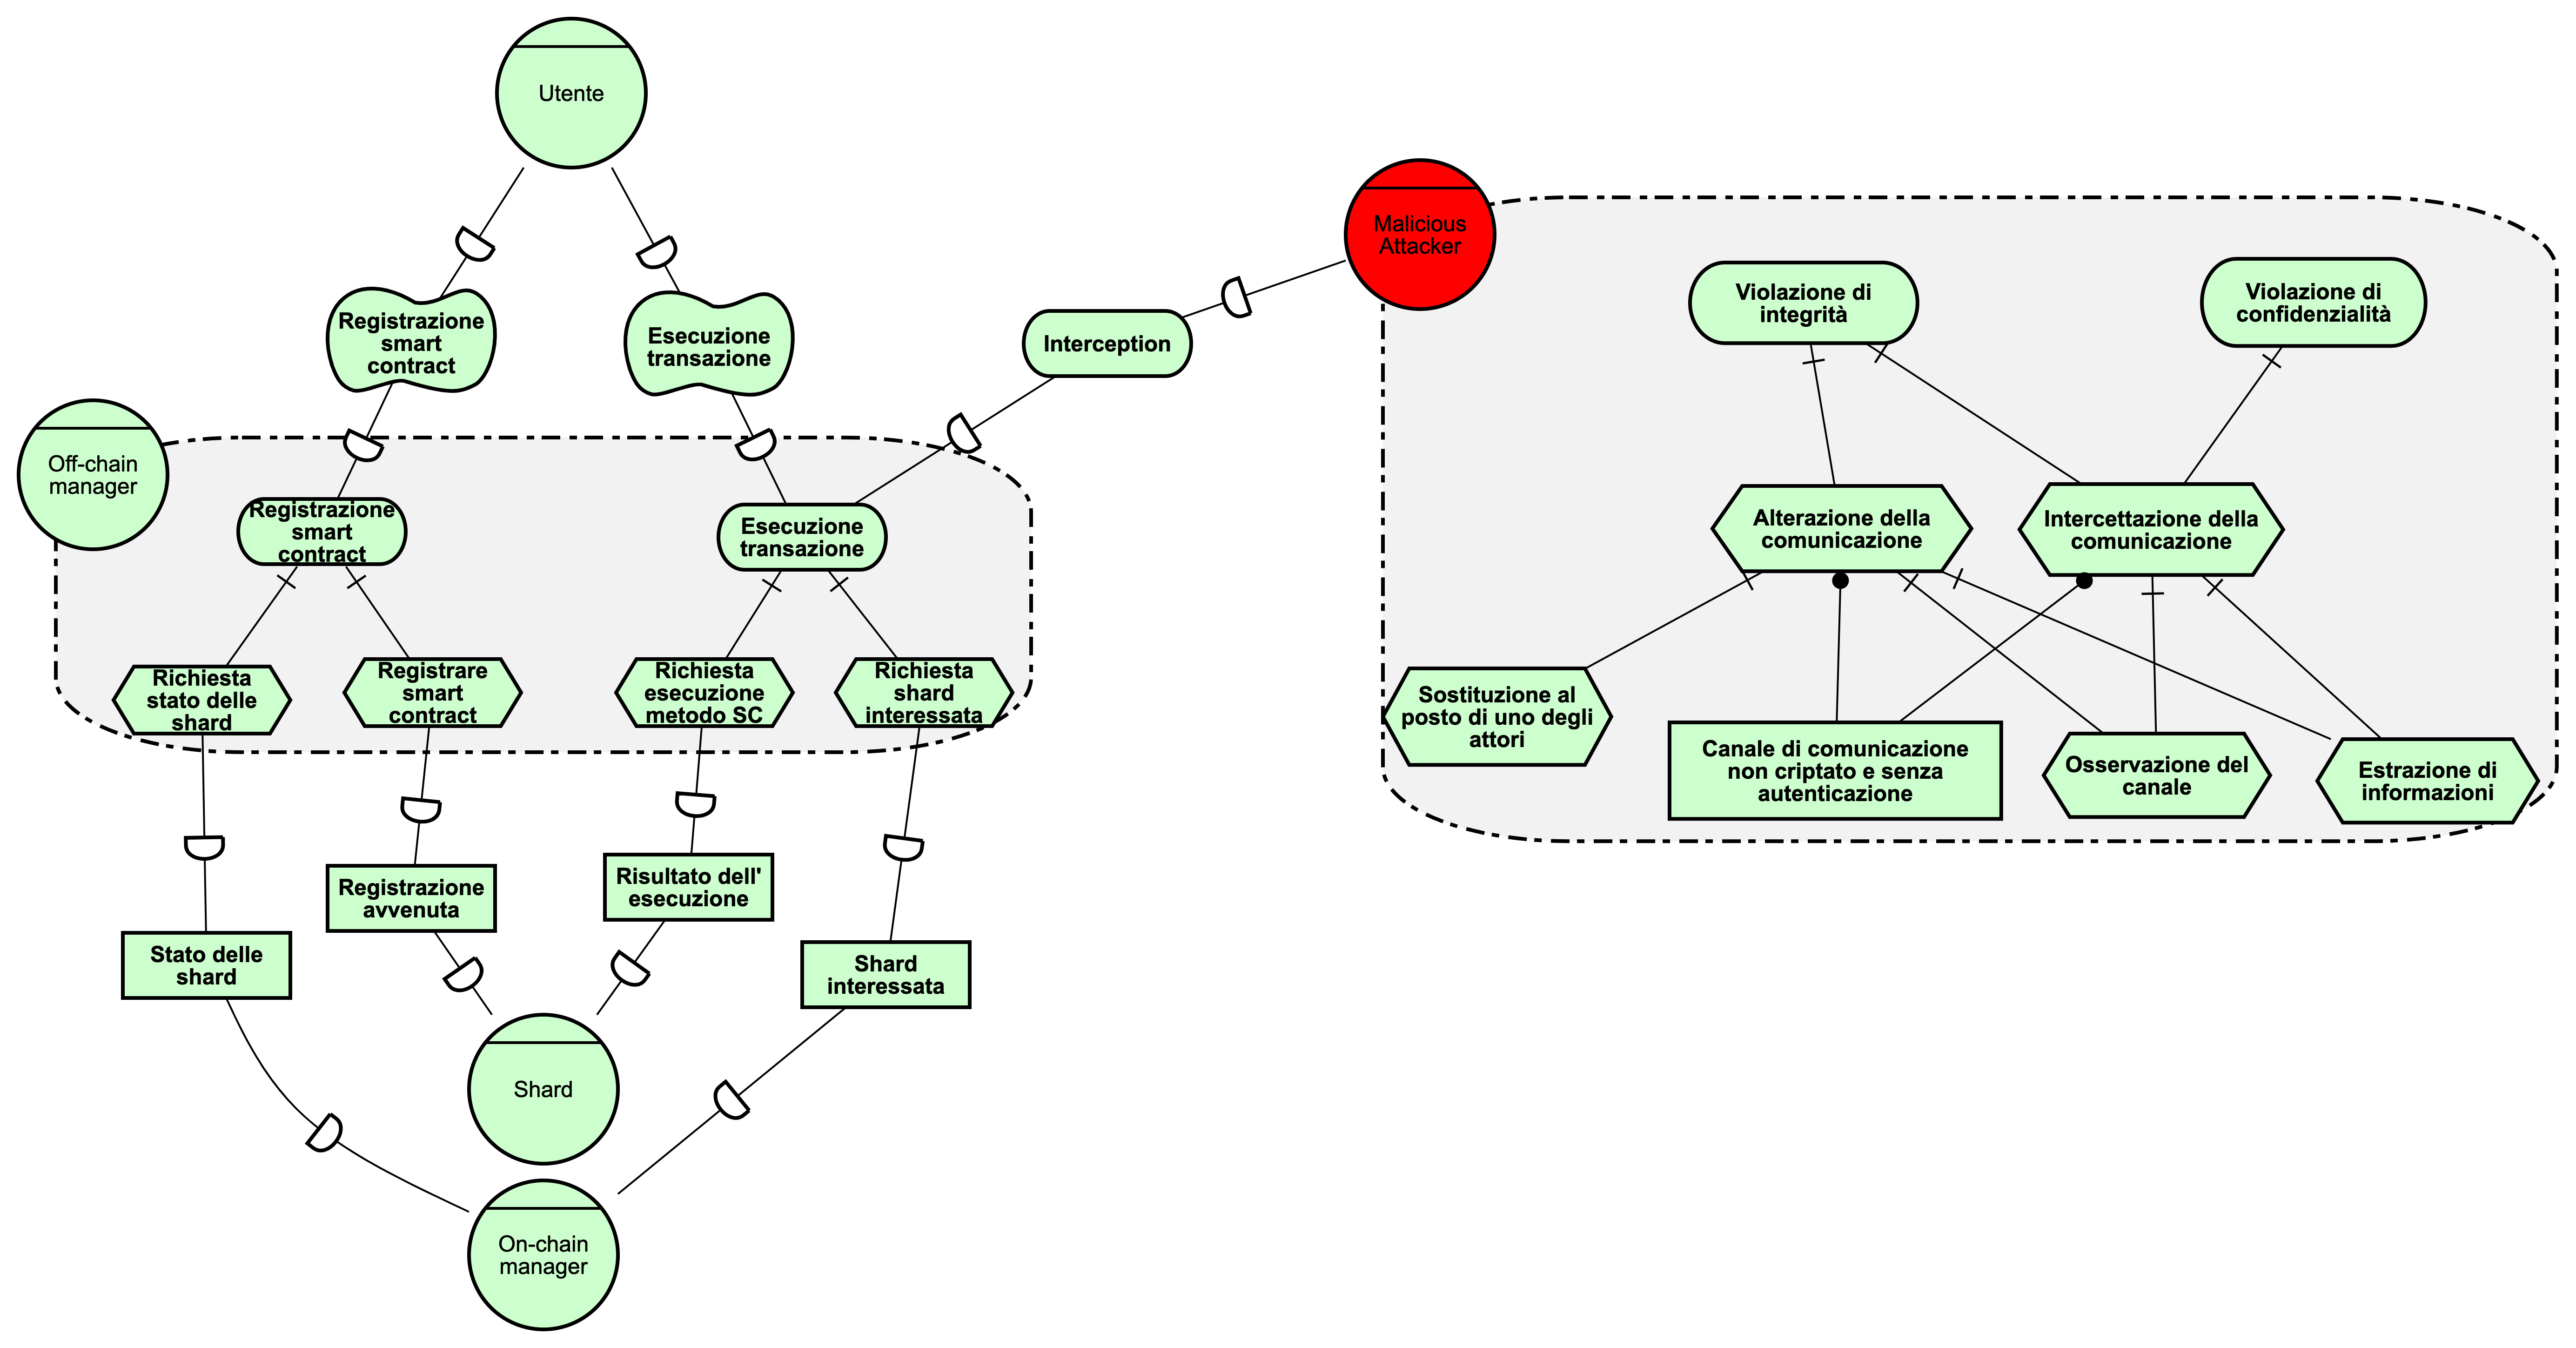 Utente
Malicious
Attacker
Registrazione
smart
contract
Esecuzione
transazione
Interception
Violazione di
integrità
Violazione di
confidenzialità
Off-chain
manager
Registrazione
smart
contract
Esecuzione
transazione
Alterazione della
comunicazione
Intercettazione della
comunicazione
Richiesta
stato delle
shard
Registrare
smart
contract
Richiesta
esecuzione
metodo SC
Richiesta
shard
interessata
Sostituzione al
posto di uno degli
attori
Canale di comunicazione
non criptato e senza
autenticazione
Osservazione del
canale
Estrazione di
informazioni
Registrazione
avvenuta
Risultato dell'
esecuzione
Stato delle
shard
Shard
interessata
Shard
On-chain
manager